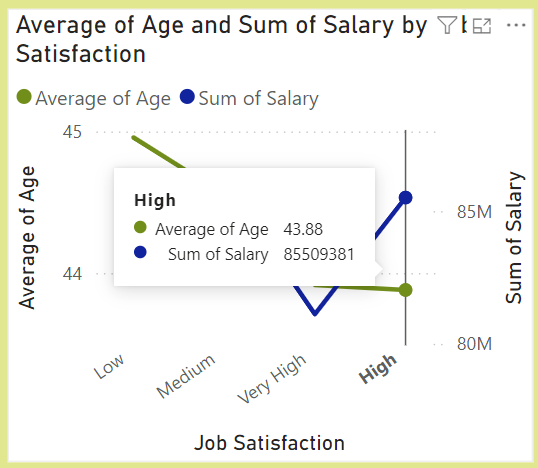 Average of Age and Sum of Salary by
Satisfaction
Average of Age Sum of Salary
45
44
Average of Age
High
Average of Age 43.88
Sum of Salary 85509381
85M
80M
Sum of Salary
Low
Medium
Very High
High
Job Satisfaction